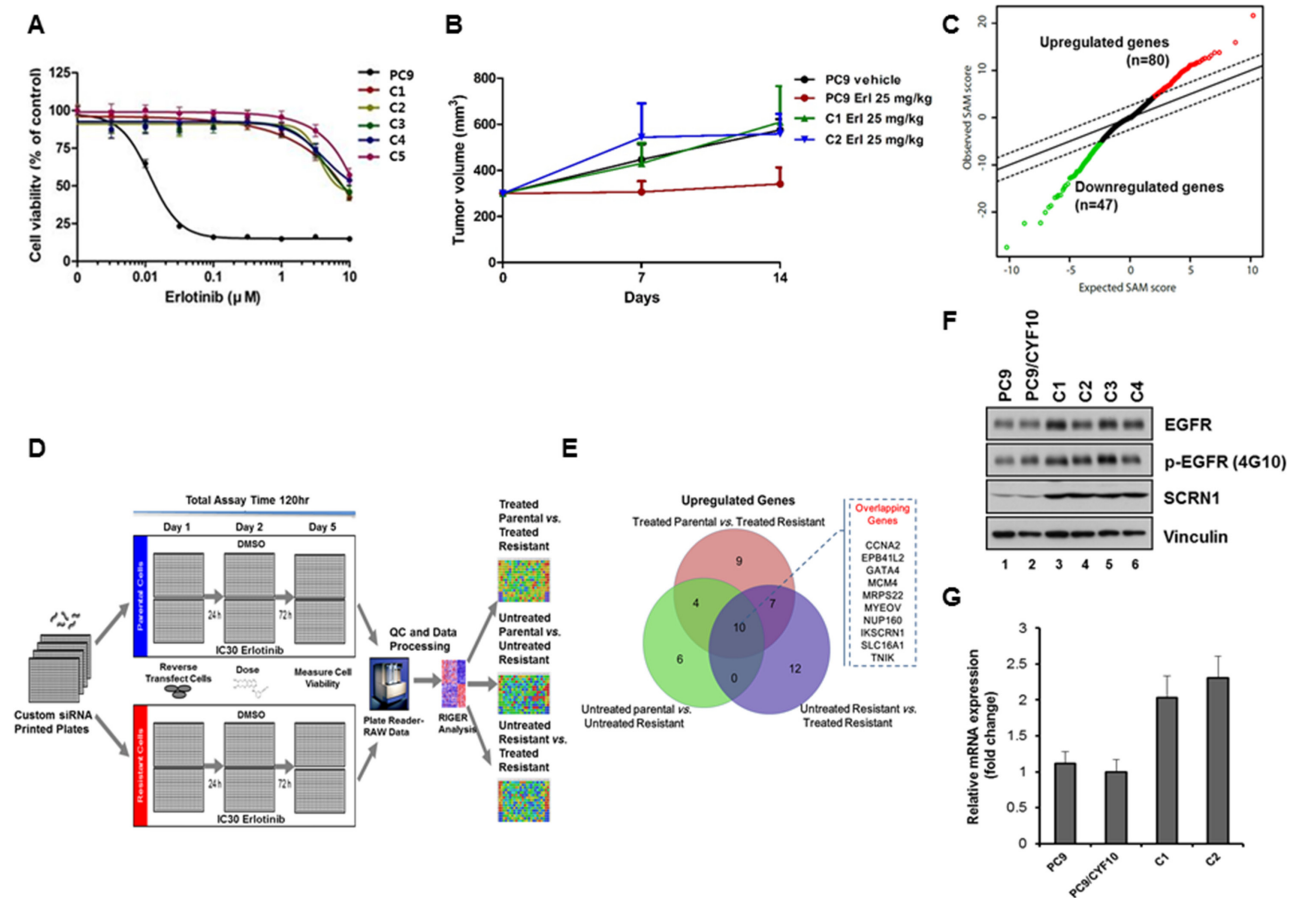 A
125
100
75
50
25
0
Cell viability (% of control)
0
0.01
0.1
1
10
Erlotinib (μ M)
PC9
C1
C2
C3
C4
C5
B
800
600
400
200
0
Tumor volume (mm3)
0
7
14
Days
PC9 vehicle
PC9 Erl 25 mg/kg
C1 Erl 25 mg/kg
C2 Erl 25 mg/kg
C
Upregulated genes
(n=80)
Downregulated genes
(n=47)
20
10
0
-10
-20
Observed SAM score
-10
-5
0
5
10
Expected SAM score
D
Total Assay Time 120hr
Day 1
Day 2
Day 5
Parental Cells
DMSO
24 h
72 h
IC30 Erlotinib
Reverse
Transfect Cells
Dose
Measure Cell
Viability
Custom siRNA
Printed Plates
Resistant Cells
DMSO
24 h
72 h
IC30 Erlotinib
QC and Data
Processing
Plate Reader-
RAW Data
RIGER
Analysis
Treated
Parental vs.
Treated
Resistant
Untreated
Parental vs.
Untreated
Resistant
Untreated
Resistant vs.
Treated
Resistant
E
Upregulated Genes
Treated Parental vs. Treated Resistant
9
4
7
10
6
0
12
Untreated parental vs.
Untreated Resistant
Untreated Resistant vs.
Treated Resistant
Overlapping
Genes
CCNA2
EPB41L2
GATA4
MCM4
MRPS22
MYEOV
NUP160
IKSCRN1
SLC16A1
TNIK
F
PC9
PC9/CYF10
C1
C2
C3
C4
EGFR
p-EGFR (4G10)
SCRN1
Vinculin
1 2 3 4 5 6
G
3
2.5
2
1.5
1
0.5
0
Relative mRNA expression
(fold change)
PC9
PC9/CYF10
C1
C2